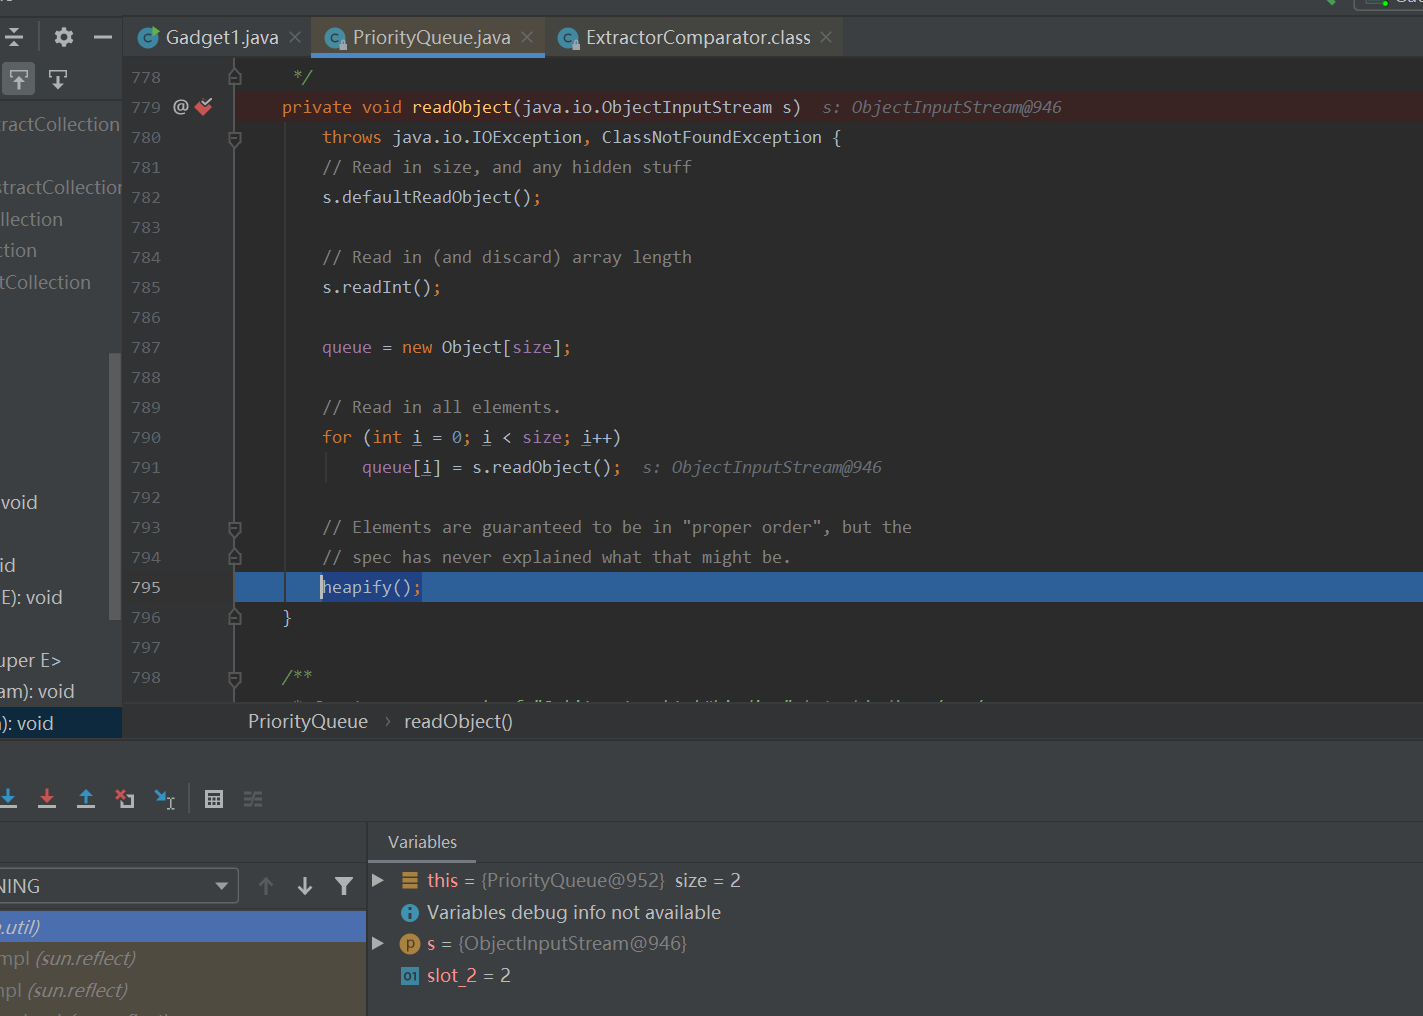 Gadget1.java
PriorityQueue.java
ExtractorComparator.class
778 */
779 @ private void readObject(java.io.ObjectInputStream s) s: ObjectInputStream@946
780 throws java.io.IOException, ClassNotFoundException {
781 // Read in size, and any hidden stuff
782 s.defaultReadObject();
783
784 // Read in (and discard) array length
785 s.readInt();
786
787 queue = new Object[size];
788
789 // Read in all elements.
790 for (int i = 0; i < size; i++)
791 queue[i] = s.readObject(); s: ObjectInputStream@946
792
793 // Elements are guaranteed to be in "proper order", but the
794 // spec has never explained what that might be.
795 heapify();
796 }
797
798 /**
tractCollection
stractCollection
llection
ction
tCollection
void
id
E): void
uper E>
am): void
): void
PriorityQueue › readObject()
Variables
NING
.util)
mpl (sun.reflect)
npl (sun.reflect)
this = {PriorityQueue@952} size = 2
Variables debug info not available
p s = {ObjectInputStream@946}
01 slot_2 = 2